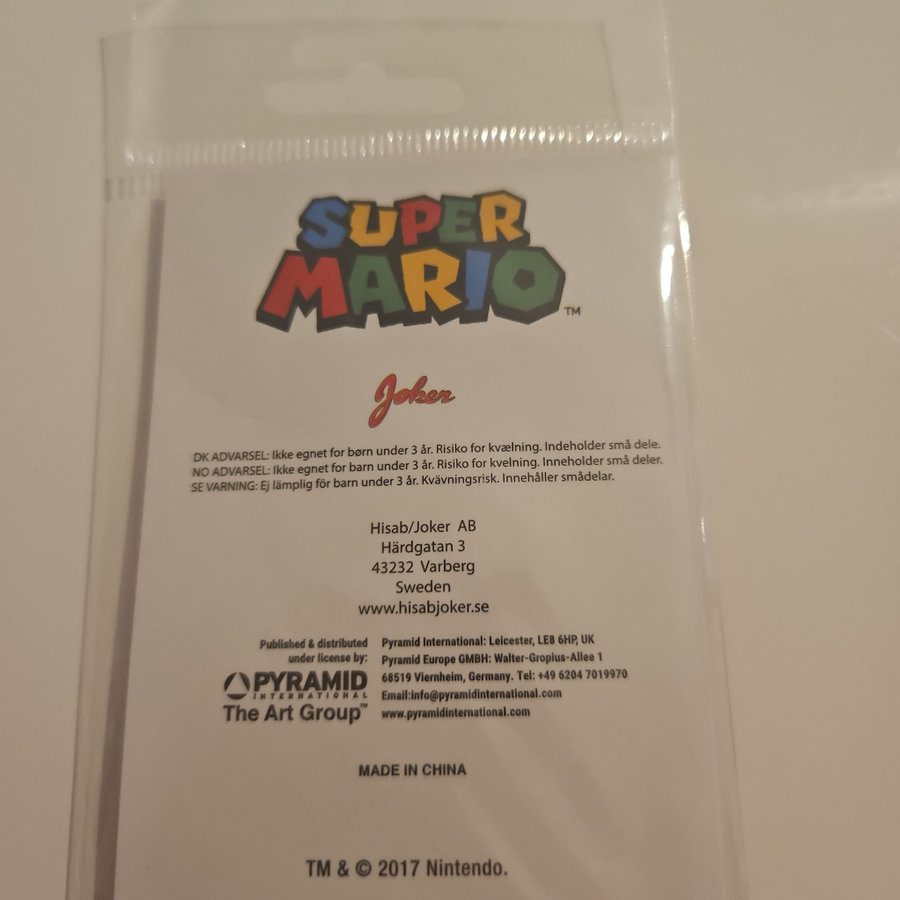 SUPER
MARIO™
Joker
DK ADVARSEL: Ikke egnet for børn under 3 år. Risiko for kvælning. Indeholder små dele.
NO ADVARSEL: Ikke egnet for barn under 3 år. Risiko for kvelning. Inneholder små deler.
SE VARNING: Ej lämplig för barn under 3 år. Kvävningsrisk. Innehåller smådelar.
Hisab/Joker AB
Härdgatan 3
43232 Varberg
Sweden
www.hisabjoker.se
Published & distributed
under license by:
PYRAMID
INTERNATIONAL
The Art Group™
Pyramid International: Leicester, LE8 6HP, UK
Pyramid Europe GMBH: Walter-Gropius-Allee 1
68519 Viernheim, Germany. Tel: +49 6204 7019970
Email:info@pyramidinternational.com
www.pyramidinternational.com
MADE IN CHINA
TM & © 2017 Nintendo.